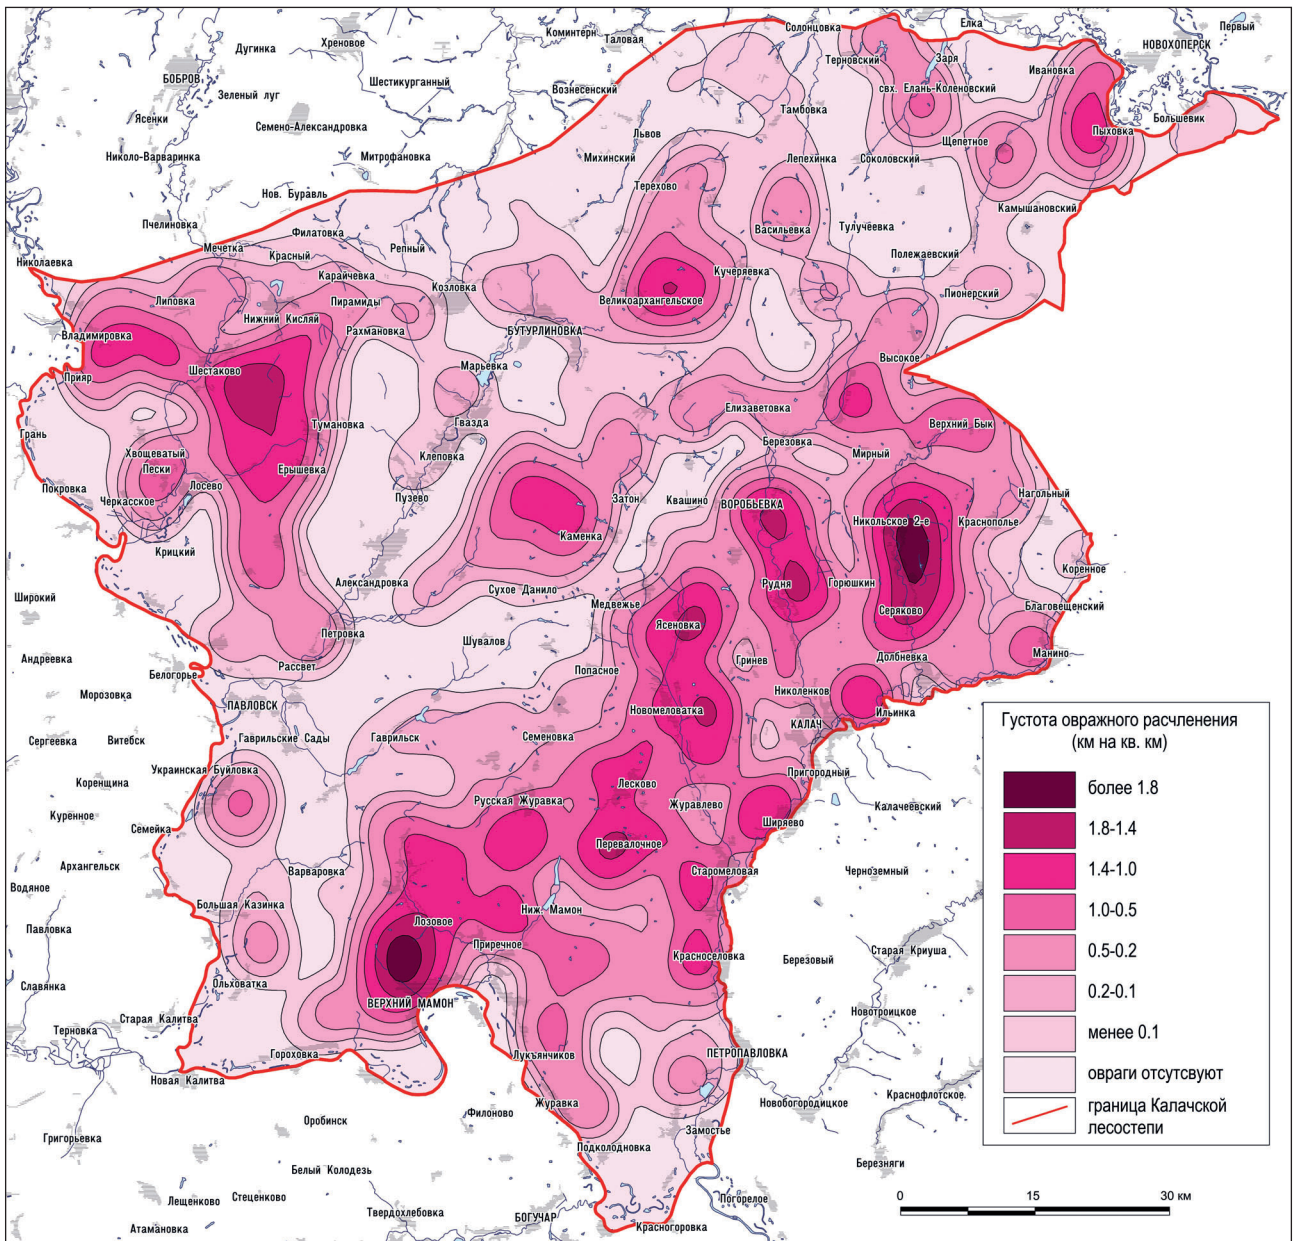 Елка
Первый
Солонцовка
Коминтерн
Таловая
Хреновое
Дугинка
НОВОХОПЕРСК
Терновский
Заря
Ивановка
БОБРОВ
Шестикурганный
Вознесенский
свх. Елань-Коленовский
Зеленый луг
Тамбовка
Большевик
Ясенки
Семено-Александровка
Львов
Пыховка
Щепетное
Николо-Варваринка
Митрофановка
Михинский
Лепехинка
Соколовский
Терехово
Нов. Буравль
Камышановский
Пчелиновка
Филатовка
Васильевка
Тулучеевка
Мечетка
Репный
Красный
Полежаевский
Николаевка
Карайчевка
Кучеряевка
Козловка
Пионерский
Липовка
Пирамиды
Великоархангельское
Нижний Кисляй
Рахмановка
БУТУРЛИНОВКА
Владимировка
Высокое
Марьевка
Шестаково
Прияр
Елизаветовка
Гвазда
Тумановка
Верхний Бык
Грань
Березовка
Хвощеватый
Мирный
Клеповка
Пески
Ерышевка
Лосево
Покровка
Нагольный
Черкасское
Пузево
Затон
Квашино
ВОРОБЬЕВКА
Никольское 2-е
Краснополье
Каменка
Крицкий
Коренное
Александровка
Рудня
Горюшкин
Сухое Данило
Широкий
Медвежье
Благовещенский
Серяково
Ясеновка
Петровка
Шувалов
Манино
Андреевка
Гринев
Долбневка
Рассвет
Попасное
Белогорье
Морозовка
Николенков
ПАВЛОВСК
Новомеловатка
Ильинка
КАЛАЧ
Сергеевка
Витебск
Гаврильские Сады
Гаврильск
Семеновка
Украинская Буйловка
Пригородный
Коренщина
Лесково
Русская Журавка
Журавлево
Калачеевский
Куренное
Семейка
Ширяево
Перевалочное
Архангельск
Варваровка
Старомеловая
Черноземный
Водяное
Большая Казинка
Ниж. Мамон
Лозовое
Павловка
Приречное
Старая Криуша
Красноселовка
Березовый
Славянка
Ольховатка
ВЕРХНИЙ МАМОН
Старая Калитва
Новотроицкое
Терновка
Гороховка
Лукъянчиков
ПЕТРОПАВЛОВКА
Новая Калитва
Журавка
Новобогородицкое
Краснофлотское
Филоново
Оробинск
Григорьевка
Подколодновка
Замостье
Белый Колодезь
Березняги
Лещенково
Стеценково
Погорелое
Твердохлебовка
БОГУЧАР
Атамановка
Красногоровка
Густота овражного расчленения
(км на кв. км)
более 1.8
1.8-1.4
1.4-1.0
1.0-0.5
0.5-0.2
0.2-0.1
менее 0.1
овраги отсутсвуют
граница Калачской
лесостепи
0 15 30 км